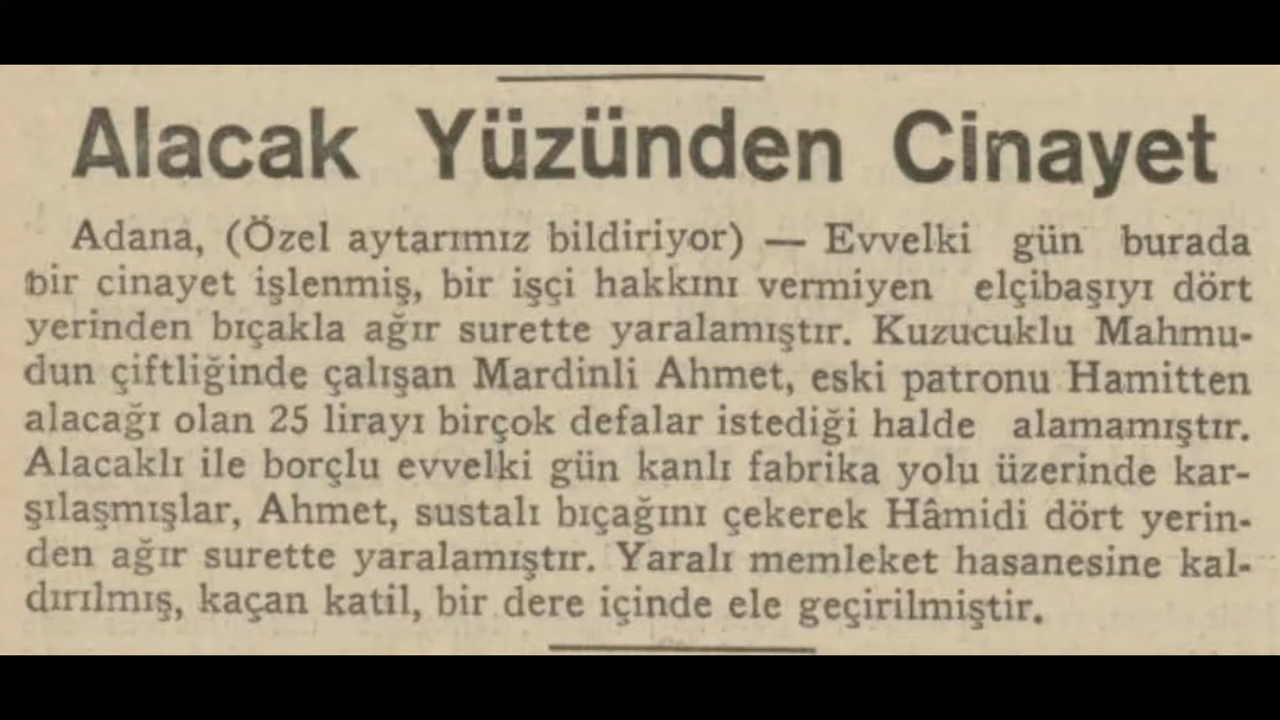 Alacak Yüzünden Cinayet
Adana, (Özel aytarımız bildiriyor) — Evvelki gün burada
bir cinayet işlenmiş, bir işçi hakkını vermiyen elçibaşıyı dört
yerinden bıçakla ağır surette yaralamıştır. Kuzucuklu Mahmu-
dun çiftliğinde çalışan Mardinli Ahmet, eski patronu Hamitten
alacağı olan 25 lirayı birçok defalar istediği halde alamamıştır.
Alacaklı ile borçlu evvelki gün kanlı fabrika yolu üzerinde kar-
şılaşmışlar, Ahmet, sustalı bıçağını çekerek Hâmidi dört yerin-
den ağır surette yaralamıştır. Yaralı memleket hasanesine kal-
dırılmış, kaçan katil, bir dere içinde ele geçirilmiştir.